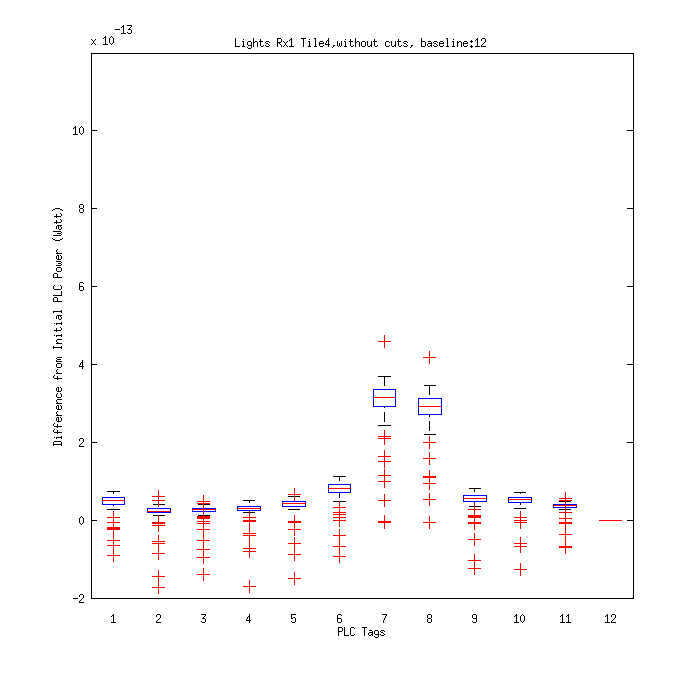 x 10^-13
Lights Rx1 Tile4,without cuts, baseline:12
10
8
6
4
2
0
-2
Difference from Initial PLC Power (Watt)
1 2 3 4 5 6 7 8 9 10 11 12
PLC Tags